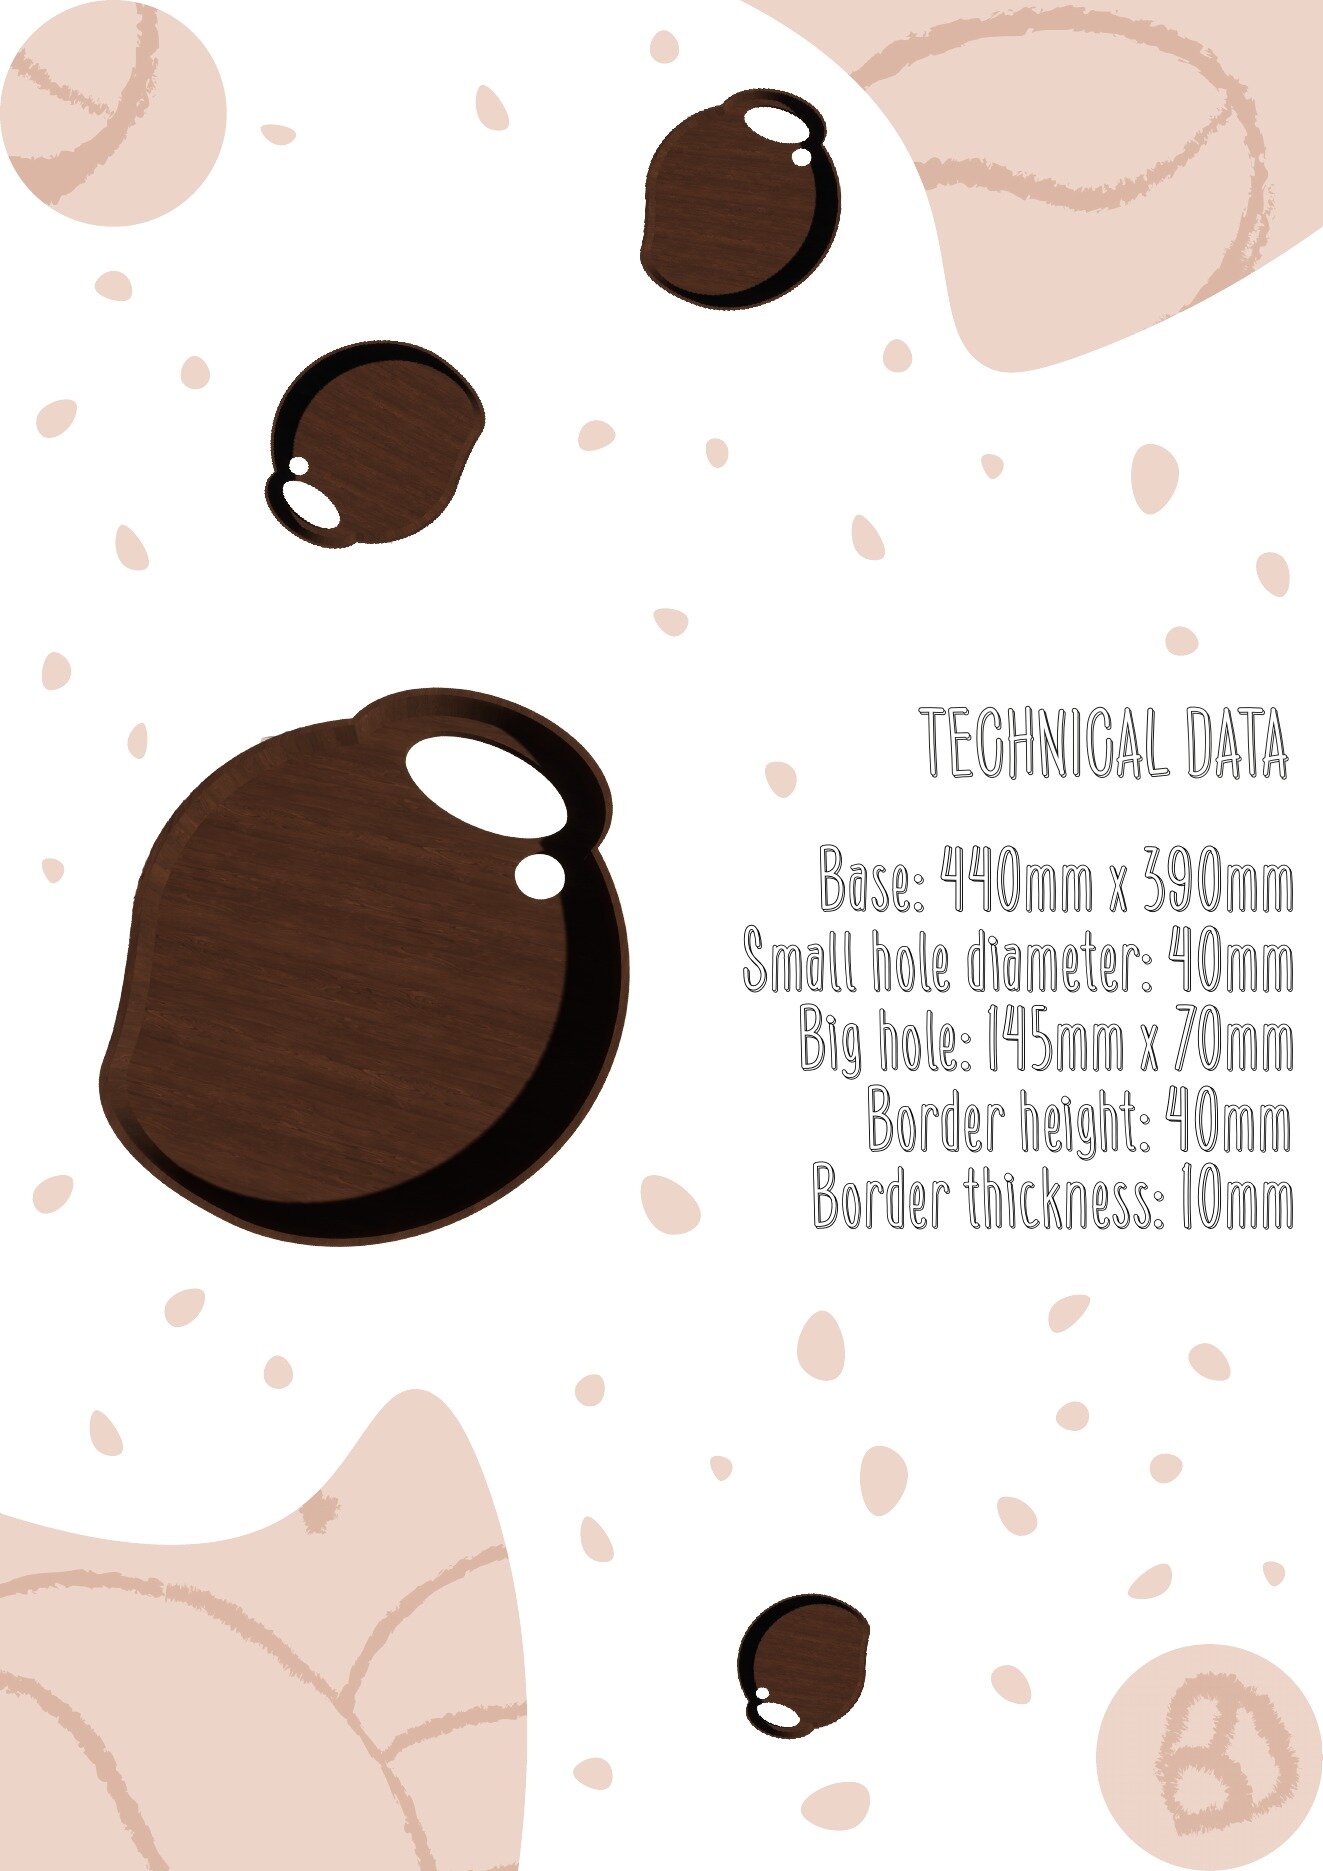 TECHNICAL DATA
Base: 440mm x 390mm
Small hole diameter: 40mm
Big hole: 145mm x 70mm
Border height: 40mm
Border thickness: 10mm